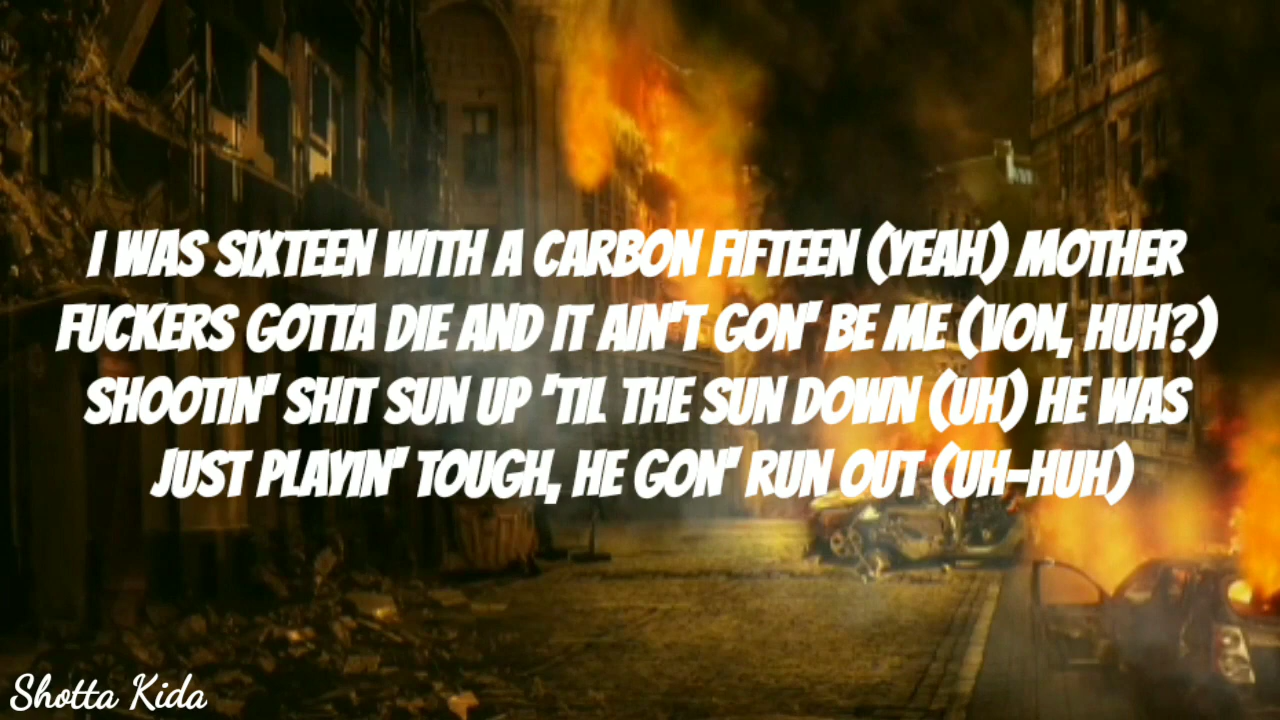 I WAS SIXTEEN WITH A CARBON FIFTEEN (YEAH) MOTHER
FUCKERS GOTTA DIE AND IT AIN'T GON' BE ME (VON, HUH?)
SHOOTIN' SHIT SUN UP 'TIL THE SUN DOWN (UH) HE WAS
JUST PLAYIN' TOUGH, HE GON' RUN OUT (UH-HUH)
Shotta Kida